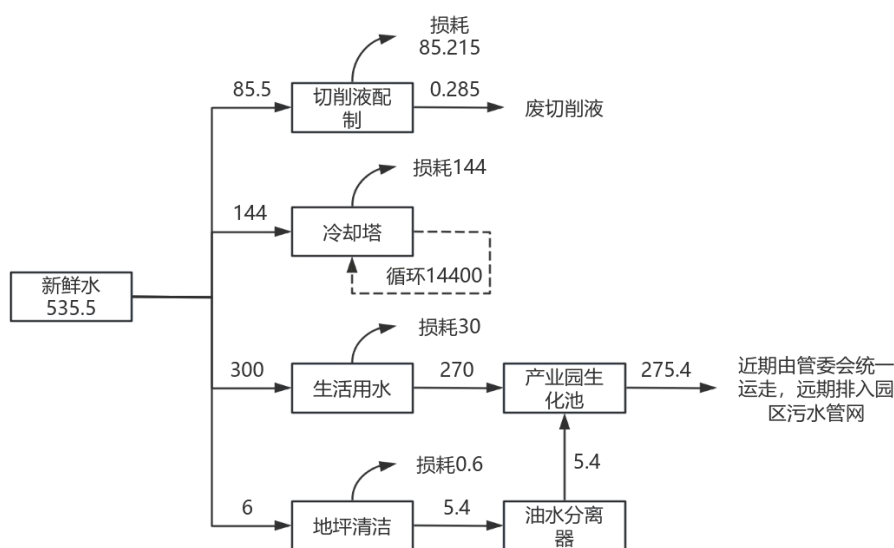 损耗
85.215
85.5
切削液配
制
0.285
废切削液
损耗144
144
冷却塔
循环14400
新鲜水
535.5
损耗30
300
生活用水
270
产业园生
化池
275.4
近期由管委会统一
运走，远期排入园
区污水管网
损耗0.6
5.4
6
地坪清洁
5.4
油水分离
器